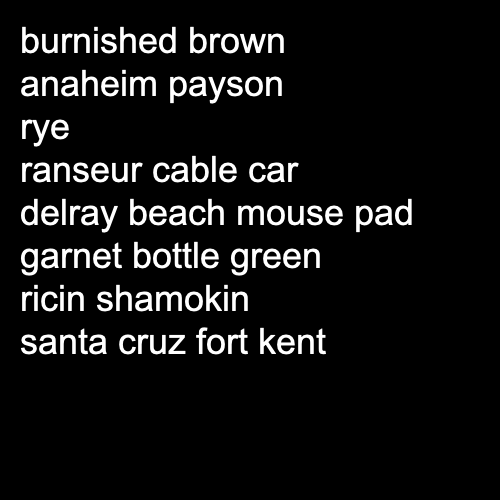 burnished brown
anaheim payson
rye
ranseur cable car
delray beach mouse pad
garnet bottle green
ricin shamokin
santa cruz fort kent